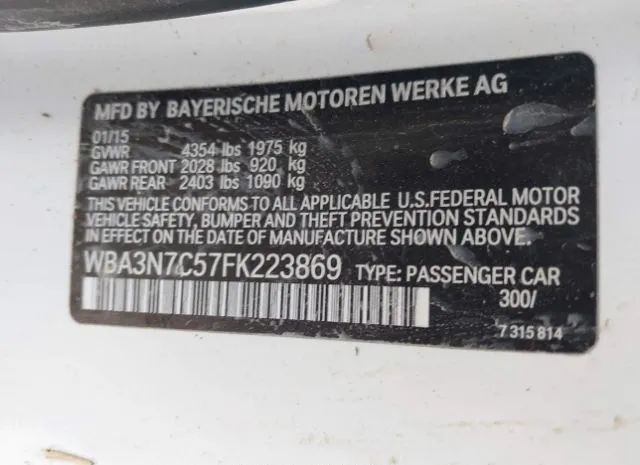 MFD BY BAYERISCHE MOTOREN WERKE AG
01/15
GVWR 4354 lbs 1975 kg
GAWR FRONT 2028 lbs 920 kg
GAWR REAR 2403 lbs 1090 kg
THIS VEHICLE CONFORMS TO ALL APPLICABLE U.S.FEDERAL MOTOR
VEHICLE SAFETY, BUMPER AND THEFT PREVENTION STANDARDS
IN EFFECT ON THE DATE OF MANUFACTURE SHOWN ABOVE.
WBA3N7C57FK223869 TYPE: PASSENGER CAR
300/
7 315 814